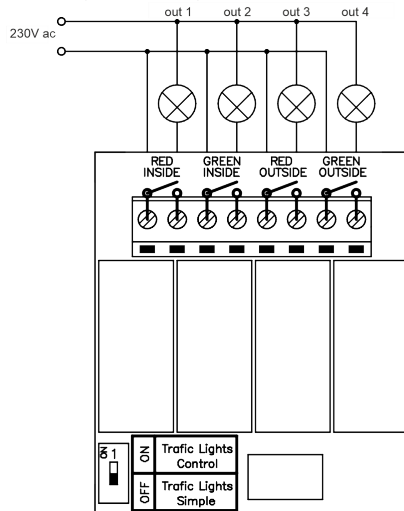 out 1 out 2 out 3 out 4
230V ac
RED INSIDE GREEN INSIDE RED OUTSIDE GREEN OUTSIDE
ON 1
ON Trafic Lights Control
OFF Trafic Lights Simple